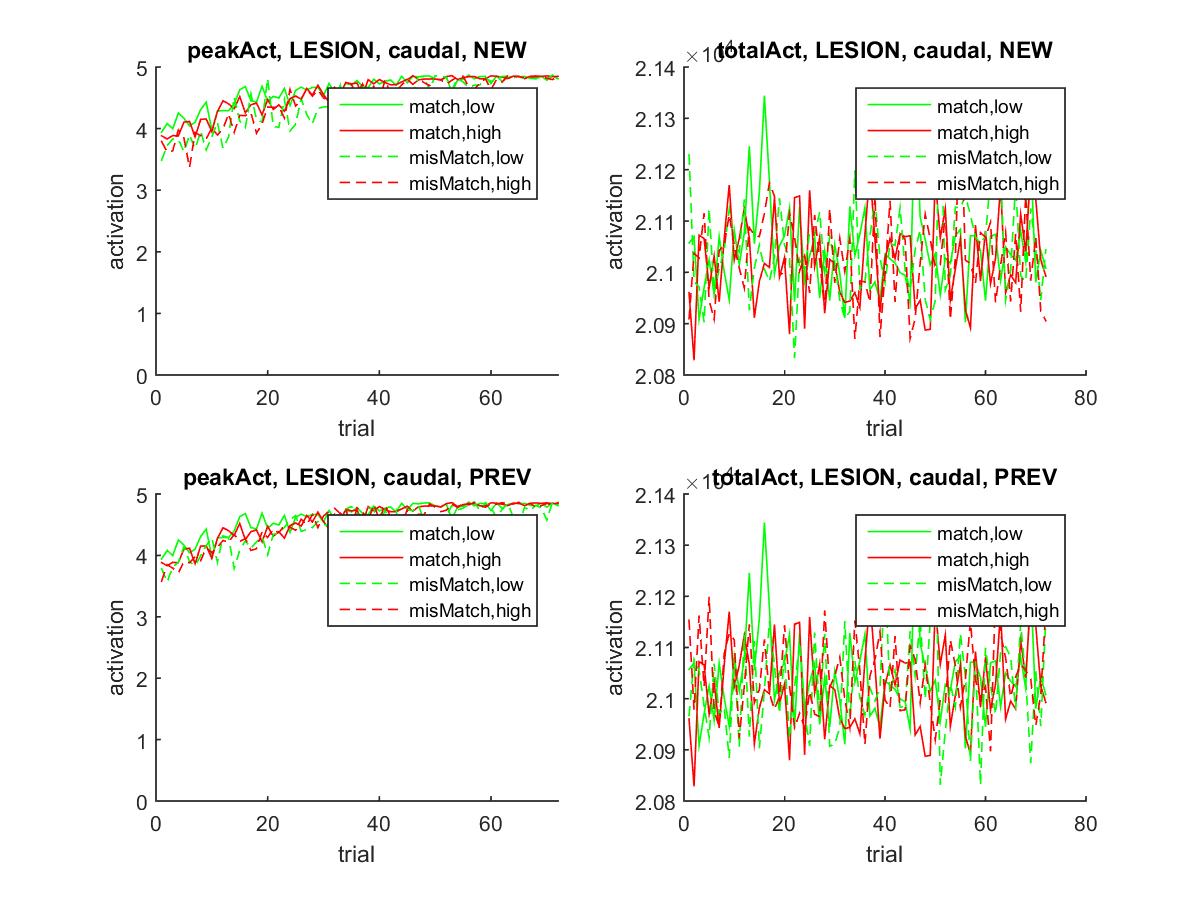 peakAct, LESION, caudal, NEW
5
4
3
2
1
0
activation
0 20 40 60
trial
match,low
match,high
misMatch,low
misMatch,high
×10⁴
totalAct, LESION, caudal, NEW
2.14
2.13
2.12
2.11
2.1
2.09
2.08
activation
0 20 40 60 80
trial
match,low
match,high
misMatch,low
misMatch,high
peakAct, LESION, caudal, PREV
5
4
3
2
1
0
activation
0 20 40 60
trial
match,low
match,high
misMatch,low
misMatch,high
×10⁴
totalAct, LESION, caudal, PREV
2.14
2.13
2.12
2.11
2.1
2.09
2.08
activation
0 20 40 60 80
trial
match,low
match,high
misMatch,low
misMatch,high